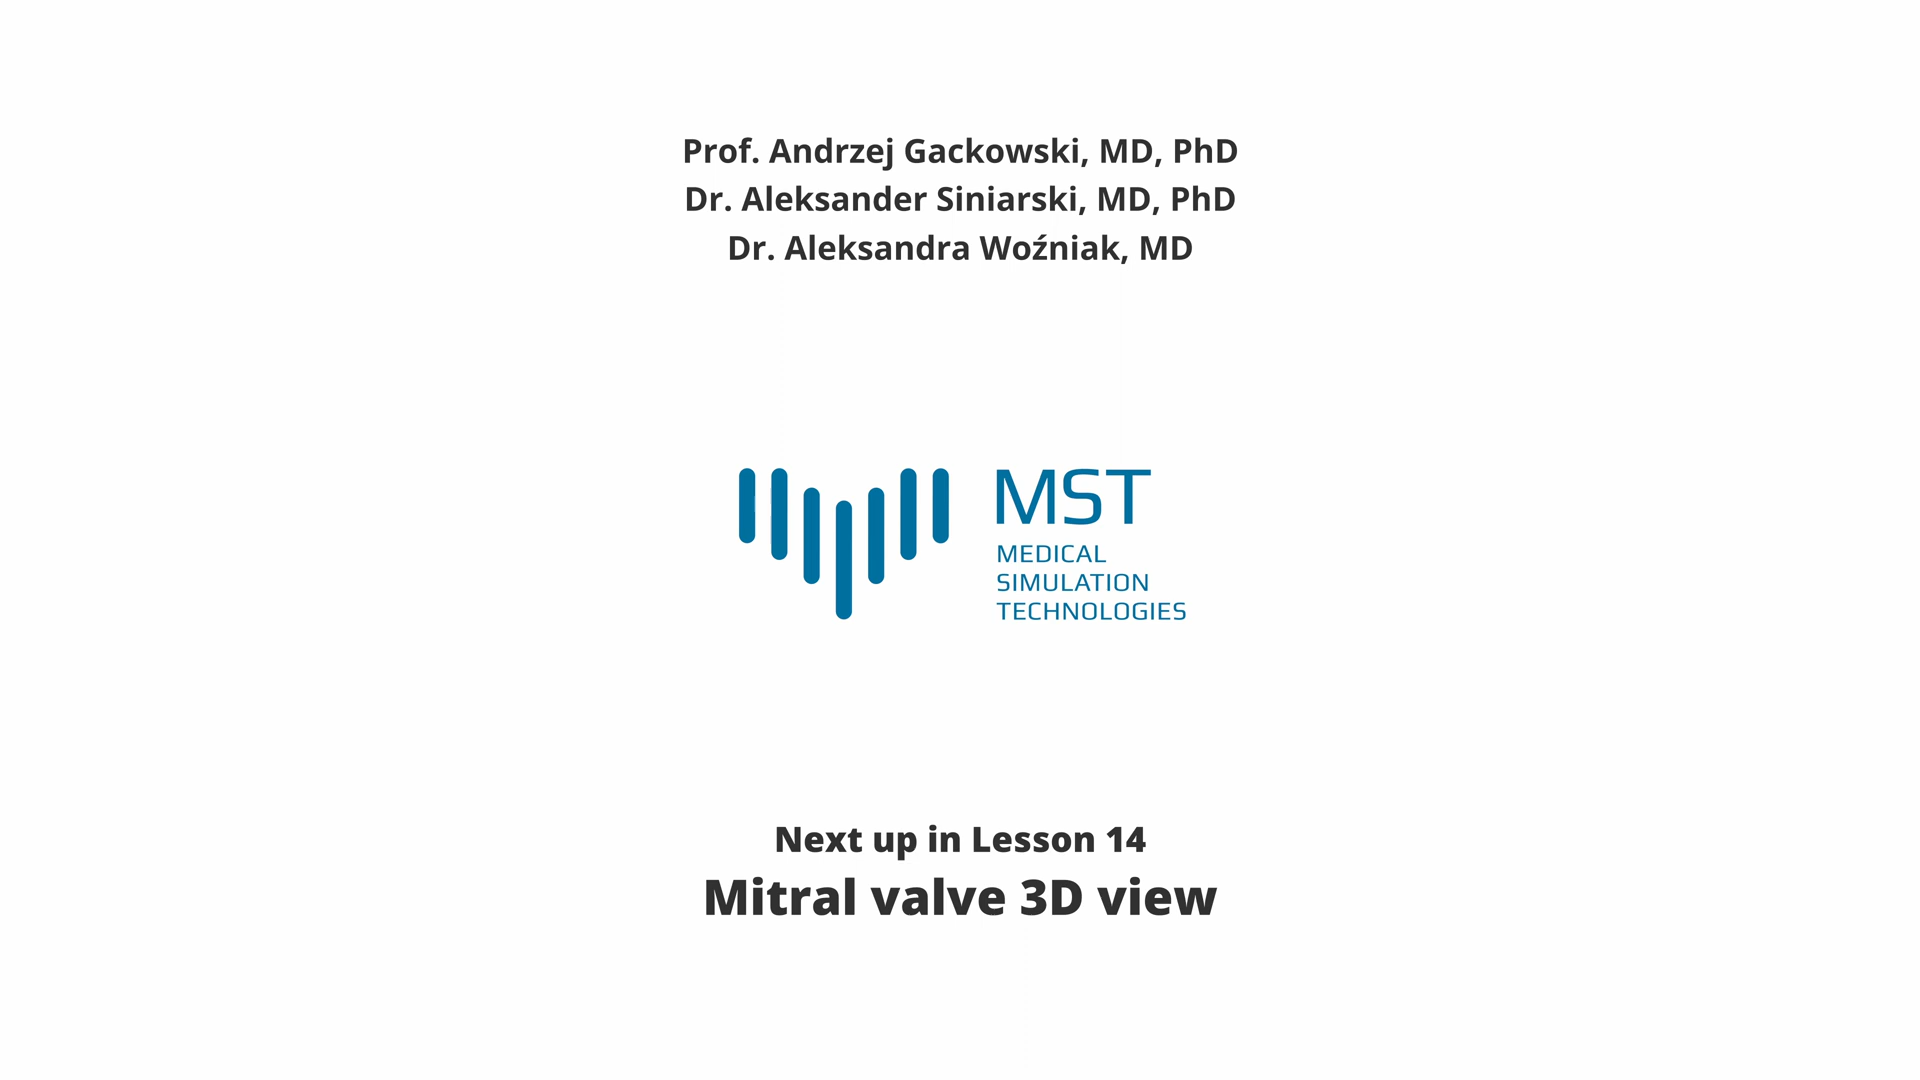 Prof. Andrzej Gackowski, MD, PhD
Dr. Aleksander Siniarski, MD, PhD
Dr. Aleksandra Woźniak, MD
MST
MEDICAL
SIMULATION
TECHNOLOGIES
Next up in Lesson 14
Mitral valve 3D view